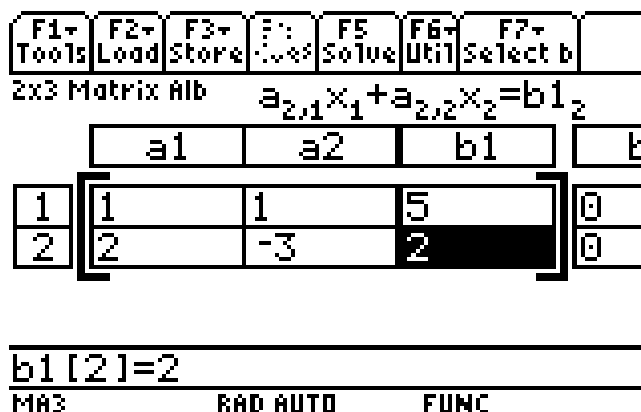 F1 F2 F3 F5 F6 F7
Tools Load Store Solve Util Select b
2x3 Matrix A|b a2,1x1+a2,2x2=b12
a1 a2 b1 b
1 1 1 5 0
2 2 -3 2 0
b1[2]=2
MA3 RAD AUTO FUNC